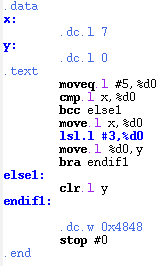 .data
x:
.dc.l 7
y:
.dc.l 0
.text
moveq.l #5,%d0
cmp.l x,%d0
bcc else1
move.l x,%d0
lsl.l #3,%d0
move.l %d0,y
bra endif1
else1:
clr.l y
endif1:
.dc.w 0x4848
stop #0
.end